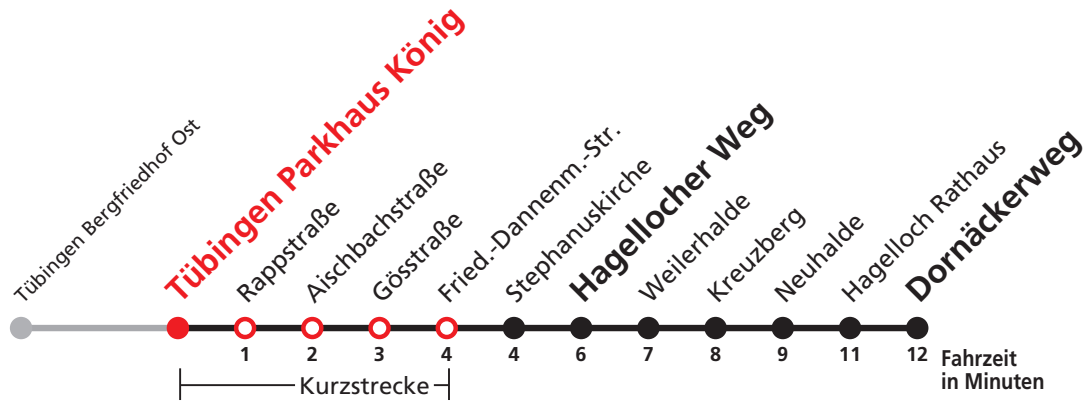 Tübingen Bergfriedhof Ost
Tübingen Parkhaus König
Rappstraße
Aischbachstraße
Gösstraße
Fried.-Dannenm.-Str.
Stephanuskirche
Hagellocher Weg
Weilerhalde
Kreuzberg
Neuhalde
Hagelloch Rathaus
Dornäckerweg
1 2 3 4 4 6 7 8 9 11 12
Fahrzeit
in Minuten
Kurzstrecke